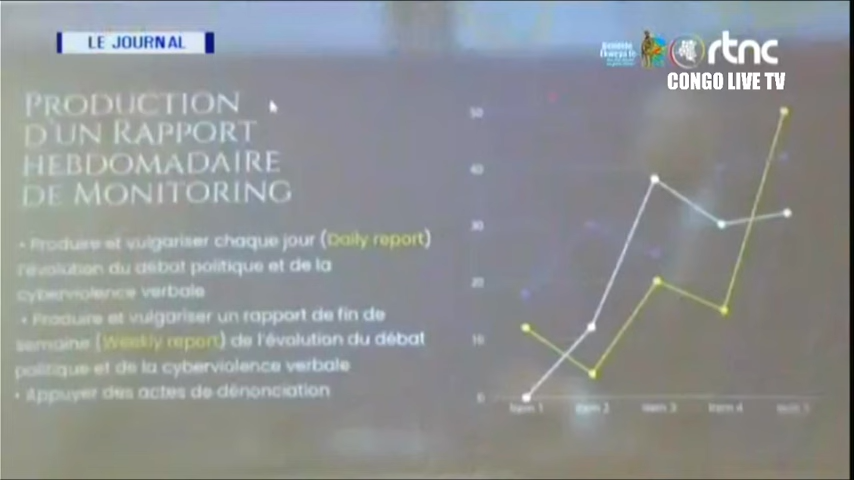 LE JOURNAL
rtnc
CONGO LIVE TV
PRODUCTION
D'UN RAPPORT
HEBDOMADAIRE
DE MONITORING
• Produire et vulgariser chaque jour (Daily report)
l'évolution du débat politique et de la
cyberviolence verbale
• Produire et vulgariser un rapport de fin de
semaine (Weekly report) de l'évolution du débat
politique et de la cyberviolence verbale
• Appuyer des actes de dénonciation
50
40
30
20
10
0
Item 1 Item 2 Item 3 Item 4 Item 5